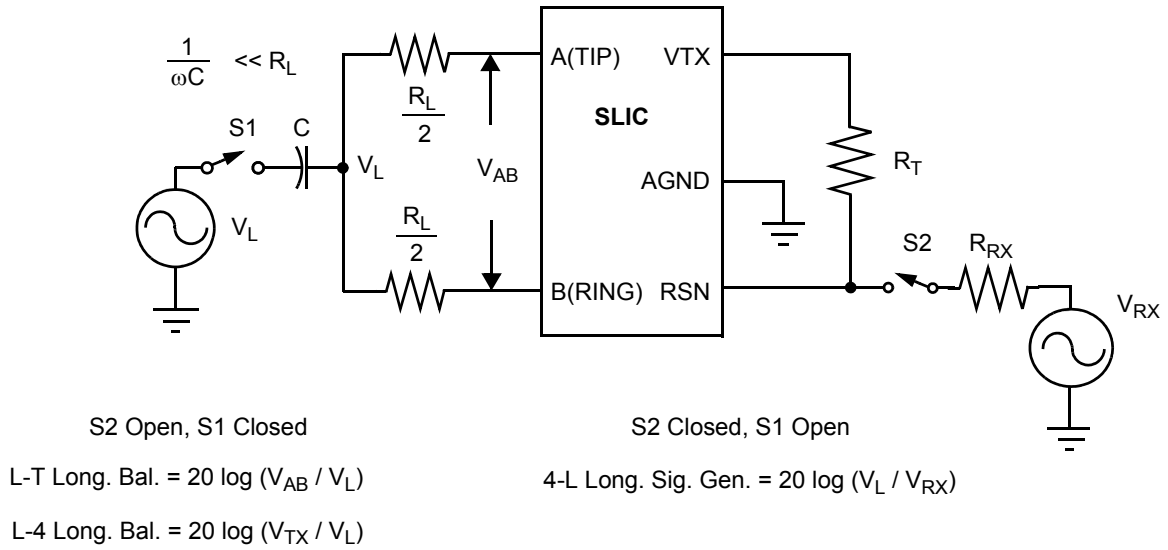 1
ωC
<< R_L
R_L
2
A(TIP)
VTX
SLIC
S1
C
V_L
V_AB
R_T
AGND
V_L
R_L
2
S2
R_RX
B(RING)
RSN
V_RX
S2 Open, S1 Closed
S2 Closed, S1 Open
L-T Long. Bal. = 20 log (V_AB / V_L)
4-L Long. Sig. Gen. = 20 log (V_L / V_RX)
L-4 Long. Bal. = 20 log (V_TX / V_L)